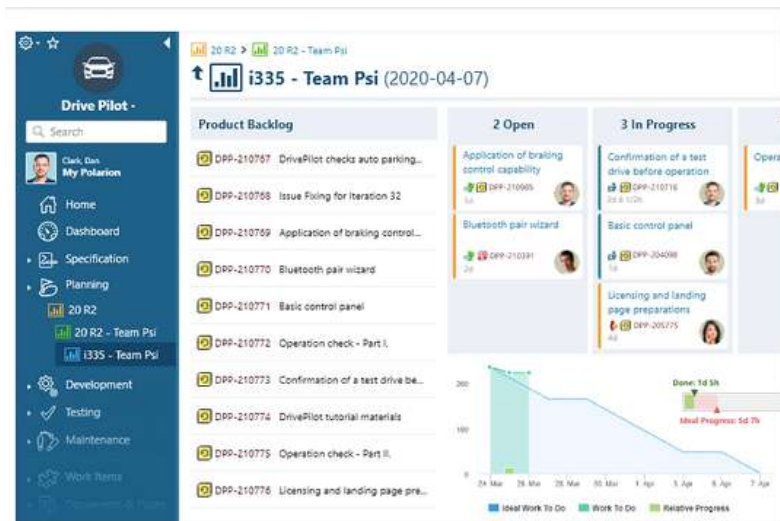 20 R2 > 20 R2 - Team Psi
i335 - Team Psi (2020-04-07)
Drive Pilot -
Search
Clark, Dan
My Polarion
Home
Dashboard
Specification
Planning
20 R2
20 R2 - Team Psi
i335 - Team Psi
Development
Testing
Maintenance
Work Items
Product Backlog
DPP-210767 DrivePilot checks auto parking...
DPP-210768 Issue Fixing for Iteration 32
DPP-210769 Application of braking control...
DPP-210770 Bluetooth pair wizard
DPP-210771 Basic control panel
DPP-210772 Operation check - Part I.
DPP-210773 Confirmation of a test drive be...
DPP-210774 DrivePilot tutorial materials
DPP-210775 Operation check - Part II.
DPP-210776 Licensing and landing page pre...
2 Open
Application of braking
control capability
DPP-210985
Bluetooth pair wizard
DPP-210391
2d
3 In Progress
Confirmation of a test
drive before operation
DPP-210716
Basic control panel
DPP-204098
1d
Licensing and landing
page preparations
DPP-205775
4d
Opera
Done: 1d 5h
Ideal Progress: 5d 7h
200
100
0
24. Mar 26. Mar 28. Mar 30. Mar 1. Apr 3. Apr 5. Apr 7. Apr
Ideal Work To Do Work To Do Relative Progress